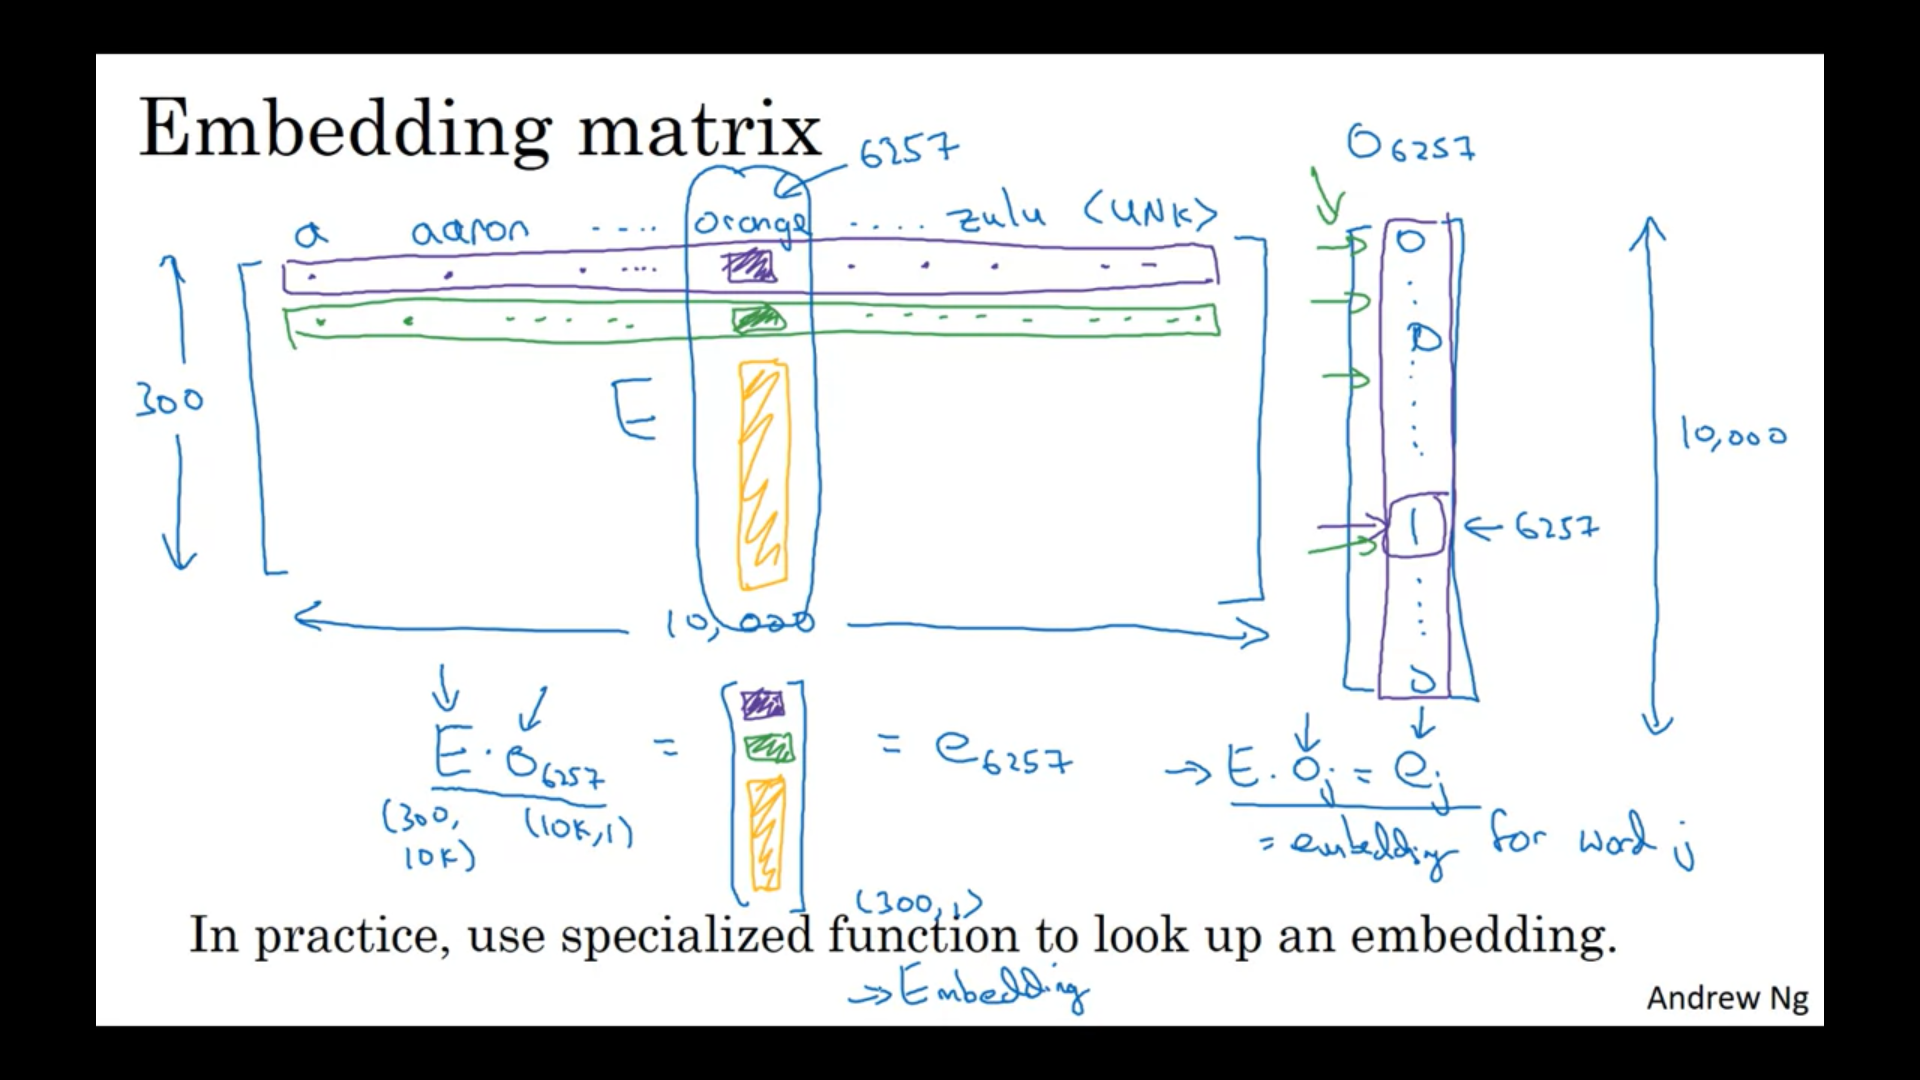 Embedding matrix
6257
O6257
a aaron .... orange .... zulu <UNK>
0
0
300
E
10,000
1
← 6257
10,000
0
E · O6257 = = e6257
(300, 10K) (10K,1)
→ E · Oj = ej
= embedding for word j
(300,1)
In practice, use specialized function to look up an embedding.
→ Embedding
Andrew Ng